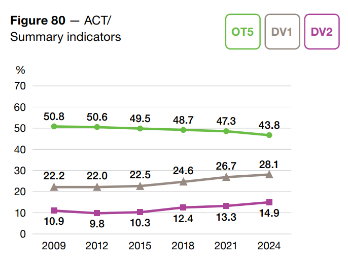 Figure 80 — ACT/
Summary indicators
OT5 DV1 DV2
%
70
60
50
40
30
20
10
0
50.8 50.6 49.5 48.7 47.3 43.8
22.2 22.0 22.5 24.6 26.7 28.1
10.9 9.8 10.3 12.4 13.3 14.9
2009 2012 2015 2018 2021 2024